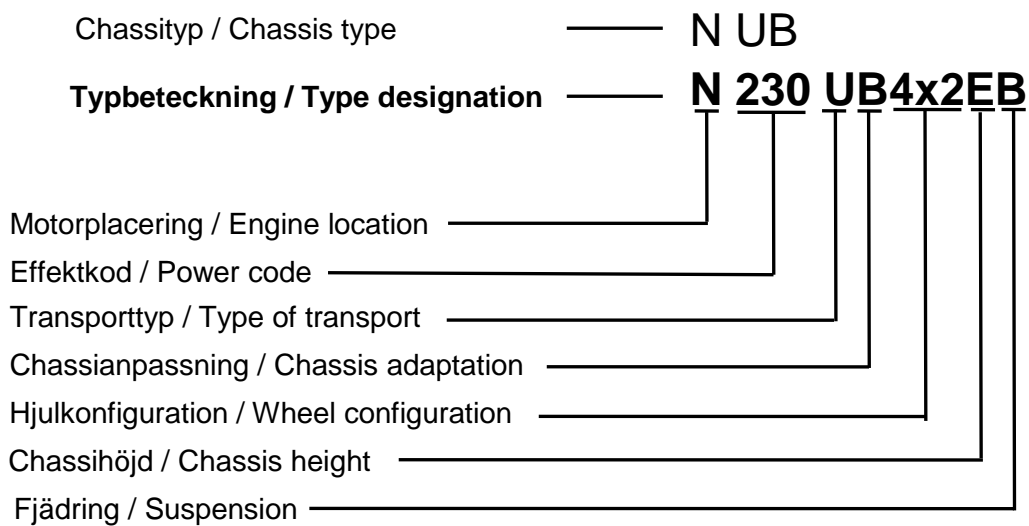 Chassityp / Chassis type N UB
Typbeteckning / Type designation N 230 UB4x2EB
Motorplacering / Engine location
Effektkod / Power code
Transporttyp / Type of transport
Chassianpassning / Chassis adaptation
Hjulkonfiguration / Wheel configuration
Chassihöjd / Chassis height
Fjädring / Suspension